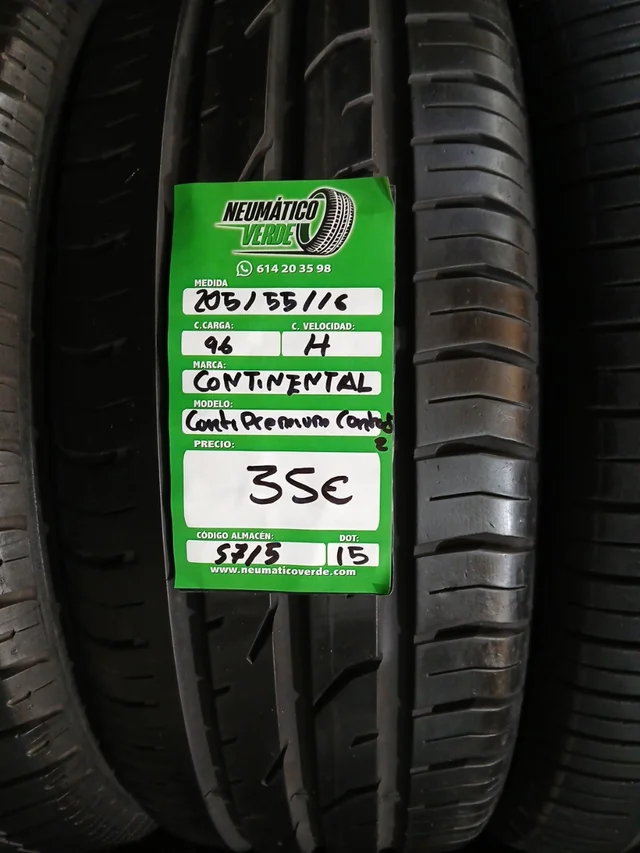 NEUMÁTICO
VERDE
614 20 35 98
MEDIDA
205/55/16
C.CARGA: C. VELOCIDAD:
96 H
MARCA:
CONTINENTAL
MODELO:
Conti Premium Contact
2
PRECIO:
35€
CÓDIGO ALMACÉN: DOT:
S7/5 15
www.neumaticoverde.com